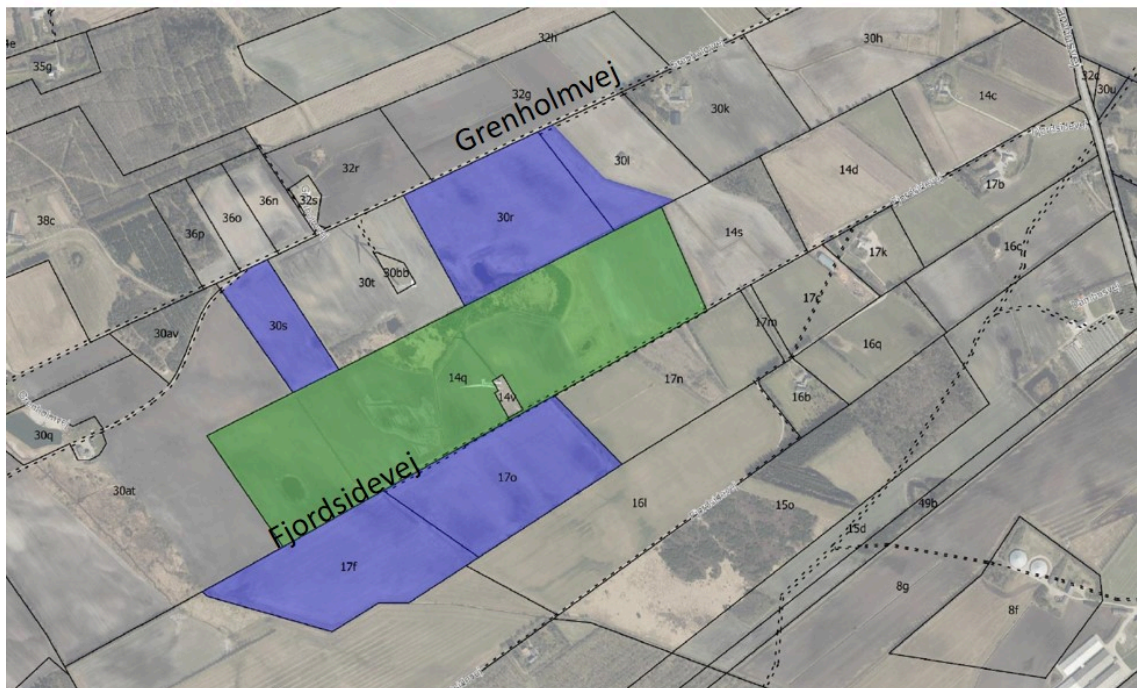 32h
30h
35g
32g
Grenholmvej
30k
14c
32c
30u
32r
30l
14d
17b
36n
32s
36o
38c
36p
30r
14s
17k
16c
30bb
30t
17c
30s
17m
30av
16q
14q
17n
14v
16b
30q
Fjordsidevej
17o
30at
16l
15o
49b
15d
17f
8g
8f